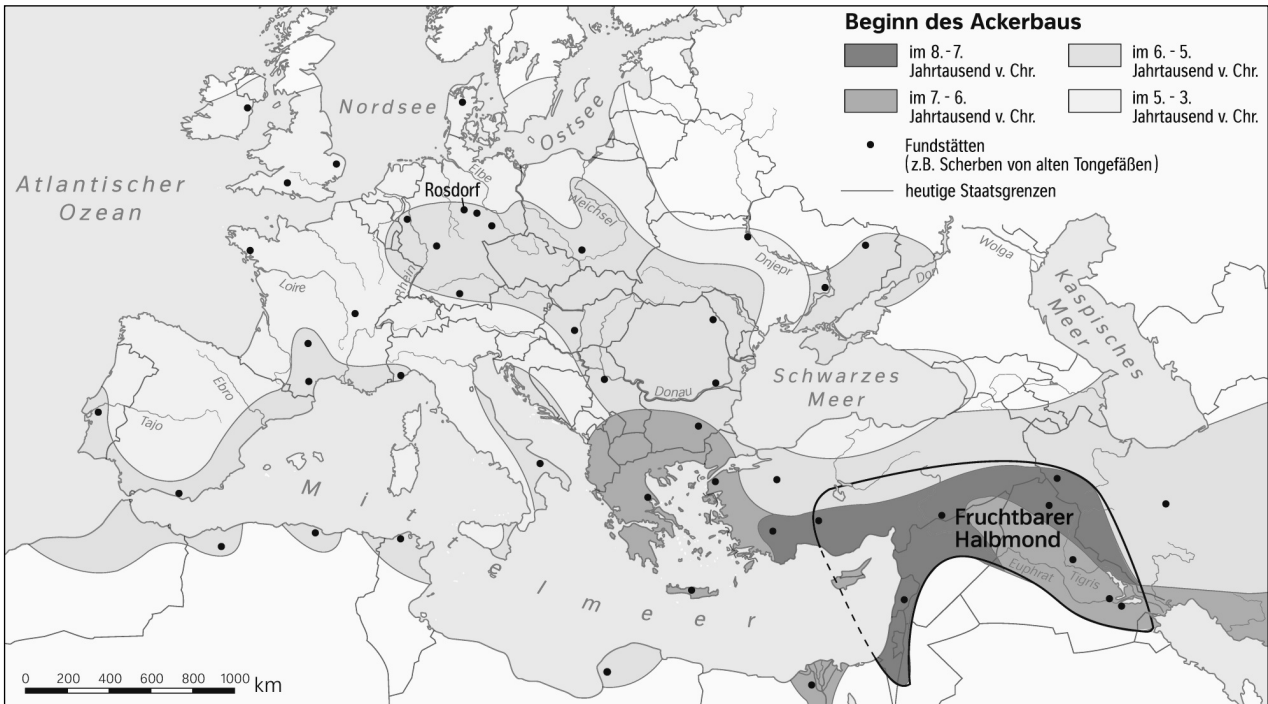 Beginn des Ackerbaus
im 8.-7.
Jahrtausend v. Chr.
im 6. - 5.
Jahrtausend v. Chr.
im 7. - 6.
Jahrtausend v. Chr.
im 5. - 3.
Jahrtausend v. Chr.
Fundstätten
(z.B. Scherben von alten Tongefäßen)
heutige Staatsgrenzen
Nordsee
Ostsee
Atlantischer
Ozean
Elbe
Rosdorf
Weichsel
Rhein
Loire
Dnjepr
Don
Wolga
Kaspisches
Meer
Schwarzes
Meer
Donau
Ebro
Tajo
Mittelmeer
Fruchtbarer
Halbmond
Euphrat
Tigris
0 200 400 600 800 1000 km